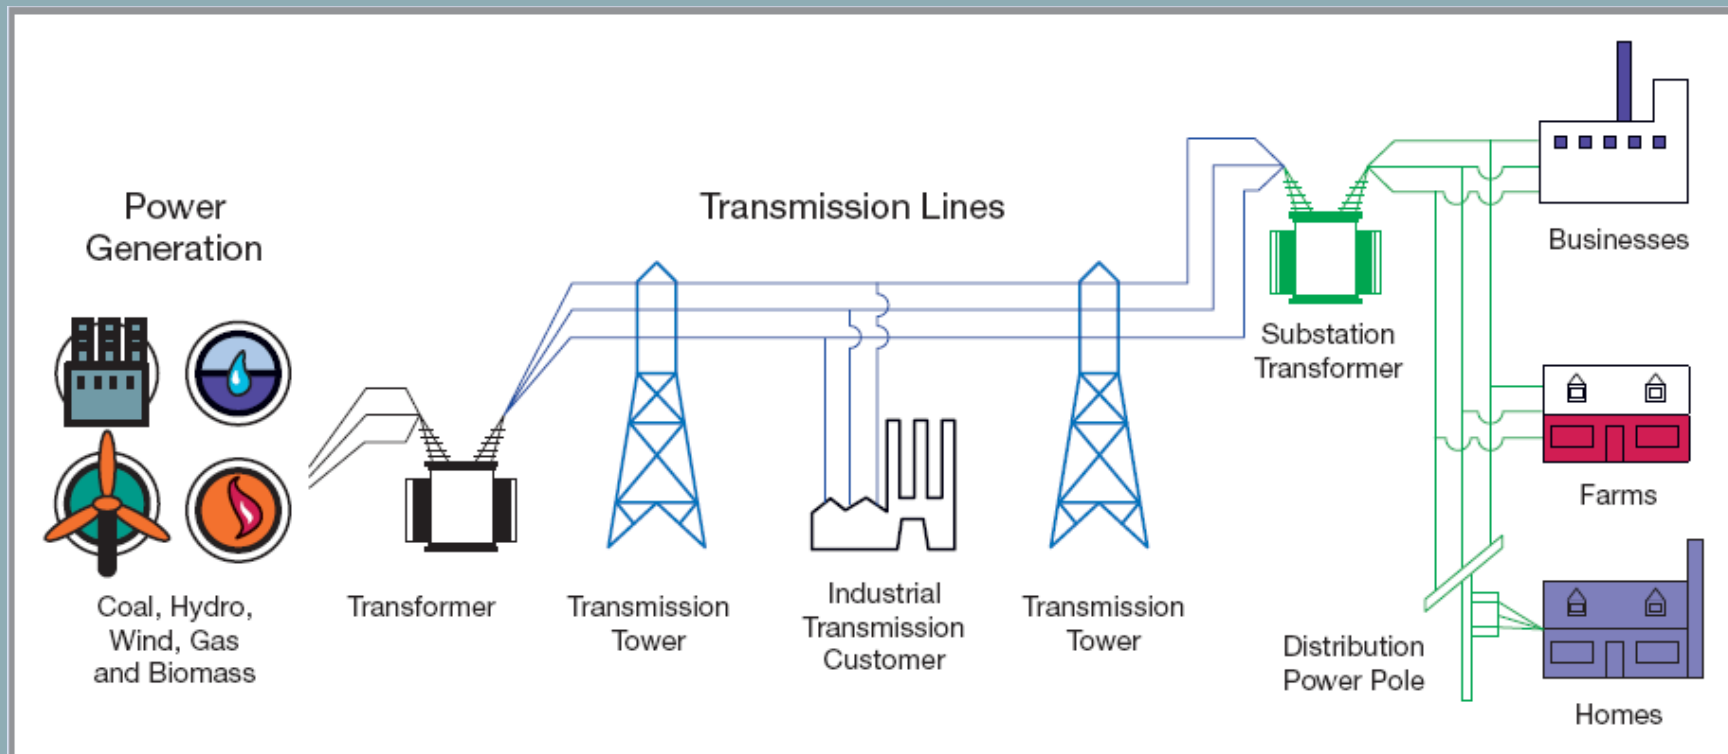 Power
Generation
Transmission Lines
Businesses
Substation
Transformer
Farms
Coal, Hydro,
Wind, Gas
and Biomass
Transformer
Transmission
Tower
Industrial
Transmission
Customer
Transmission
Tower
Distribution
Power Pole
Homes